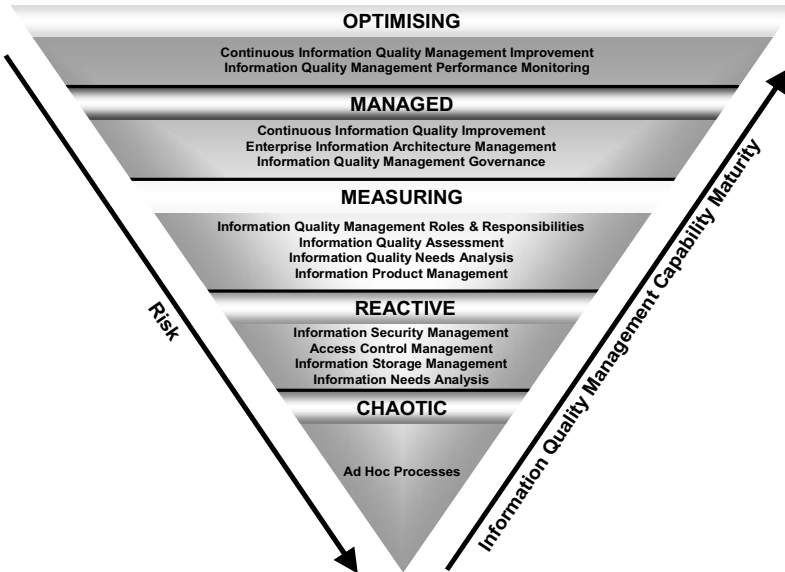 OPTIMISING
Continuous Information Quality Management Improvement
Information Quality Management Performance Monitoring
MANAGED
Continuous Information Quality Improvement
Enterprise Information Architecture Management
Information Quality Management Governance
MEASURING
Information Quality Management Roles & Responsibilities
Information Quality Assessment
Information Quality Needs Analysis
Information Product Management
REACTIVE
Information Security Management
Access Control Management
Information Storage Management
Information Needs Analysis
CHAOTIC
Ad Hoc Processes
Risk
Information Quality Management Capability Maturity